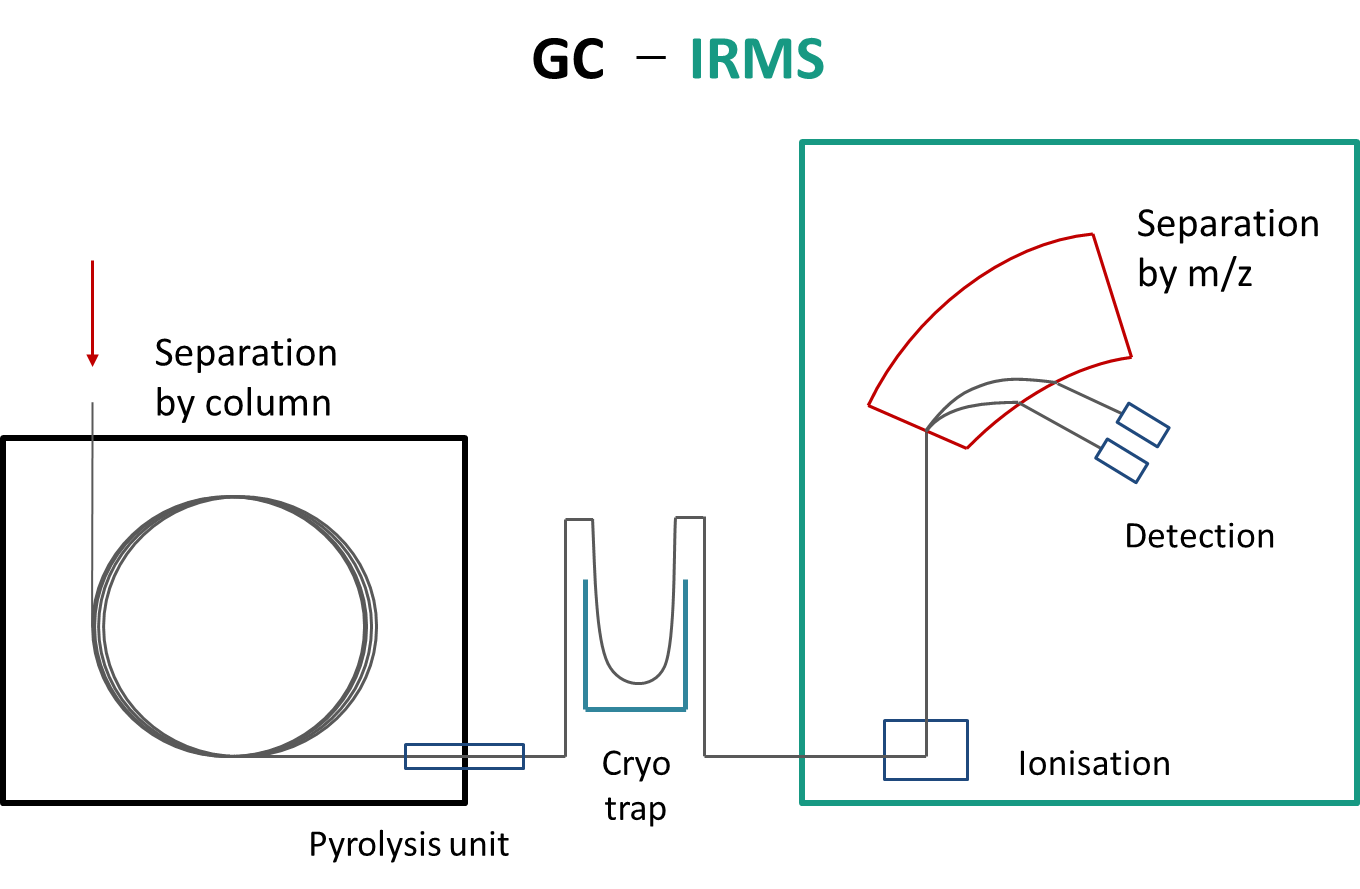 GC – IRMS
Separation
by m/z
Separation
by column
Detection
Cryo
trap
Ionisation
Pyrolysis unit